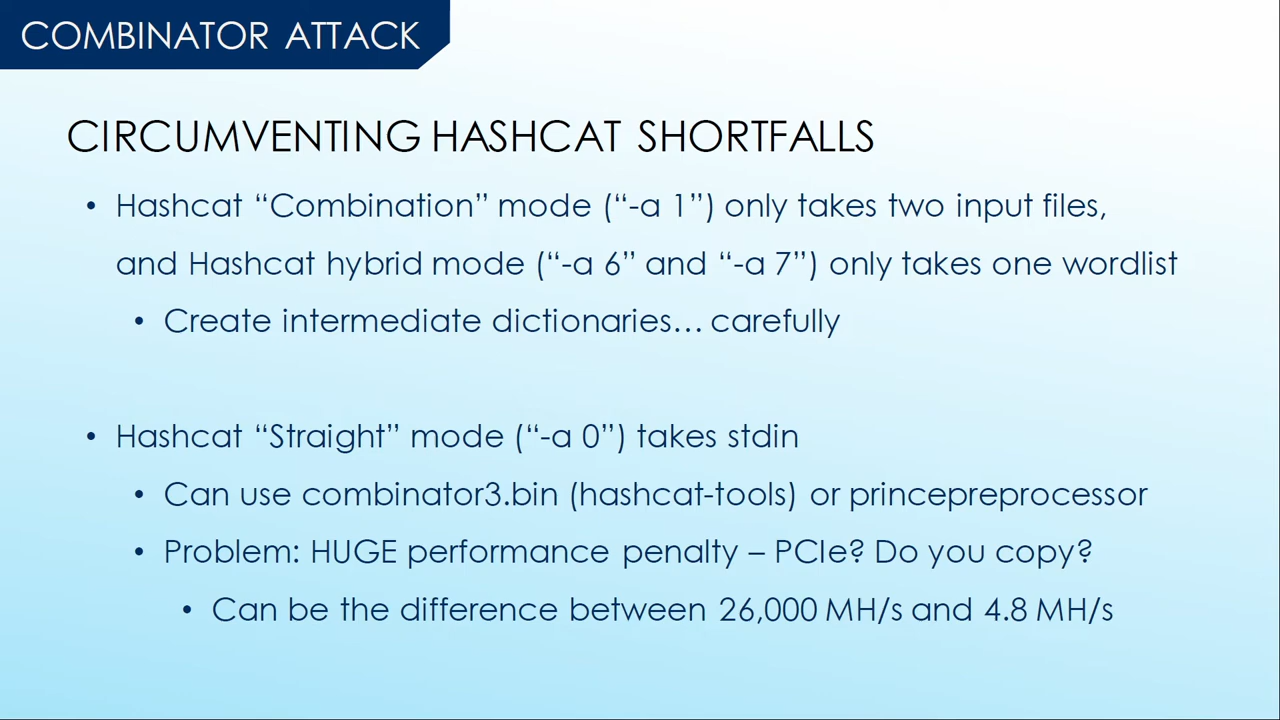 COMBINATOR ATTACK
CIRCUMVENTING HASHCAT SHORTFALLS
• Hashcat “Combination” mode (“-a 1”) only takes two input files,
and Hashcat hybrid mode (“-a 6” and “-a 7”) only takes one wordlist
• Create intermediate dictionaries… carefully
• Hashcat “Straight” mode (“-a 0”) takes stdin
• Can use combinator3.bin (hashcat-tools) or princepreprocessor
• Problem: HUGE performance penalty – PCIe? Do you copy?
• Can be the difference between 26,000 MH/s and 4.8 MH/s